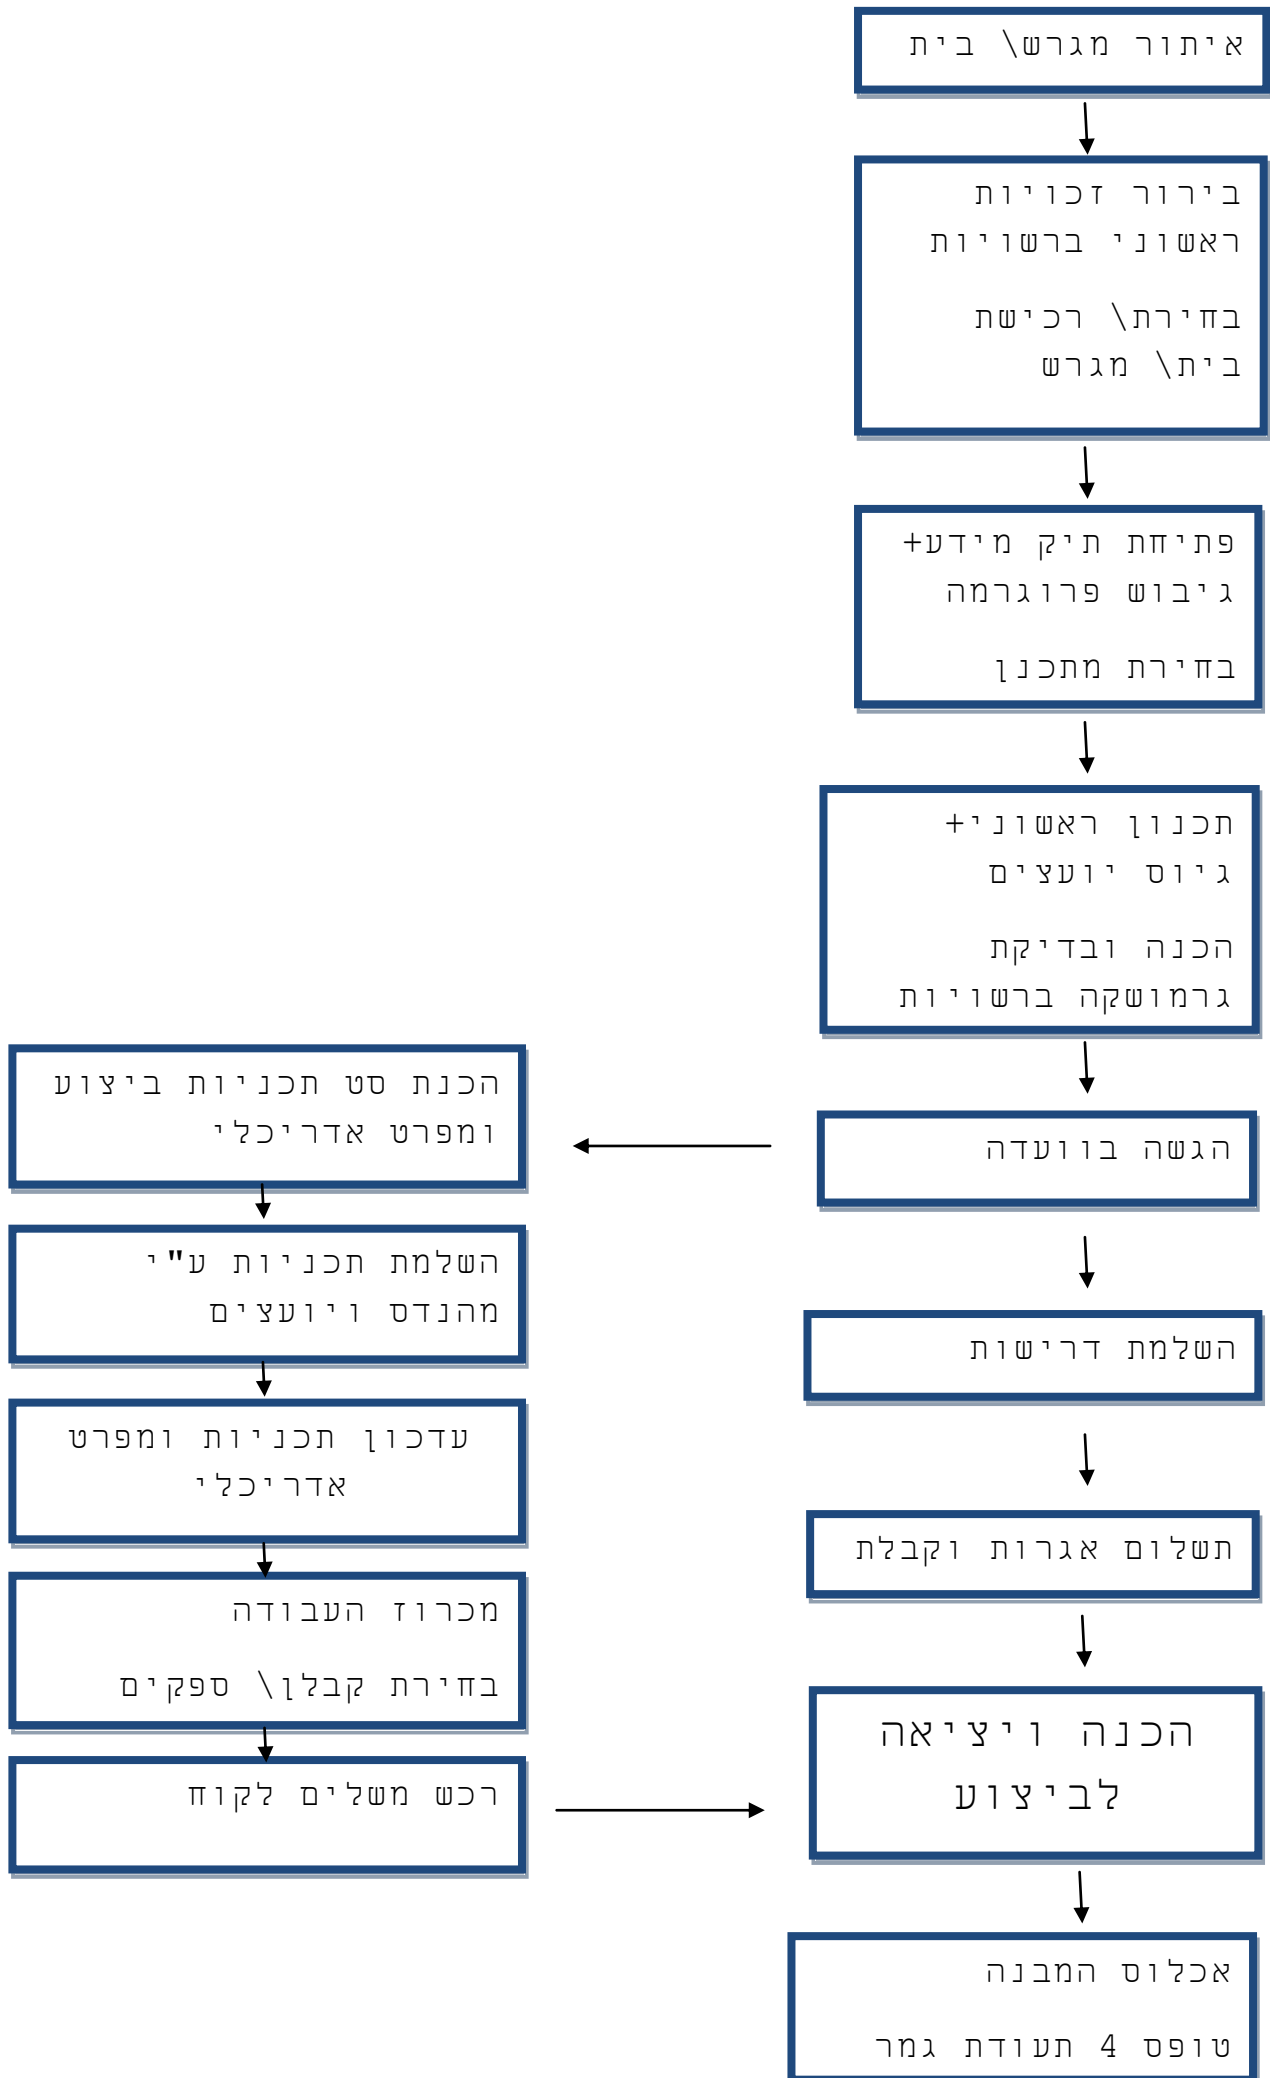 איתור מגרש\ בית
בירור זכויות
ראשוני ברשויות
בחירת\ רכישת
בית\ מגרש
פתיחת תיק מידע+
גיבוש פרוגרמה
בחירת מתכנן
תכנון ראשוני+
גיוס יועצים
הכנה ובדיקת
גרמושקה ברשויות
הגשה בוועדה
השלמת דרישות
תשלום אגרות וקבלת
הכנה ויציאה
לביצוע
אכלוס המבנה
טופס 4 תעודת גמר
הכנת סט תכניות ביצוע
ומפרט אדריכלי
השלמת תכניות ע"י
מהנדס ויועצים
עדכון תכניות ומפרט
אדריכלי
מכרוז העבודה
בחירת קבלן\ ספקים
רכש משלים לקוח